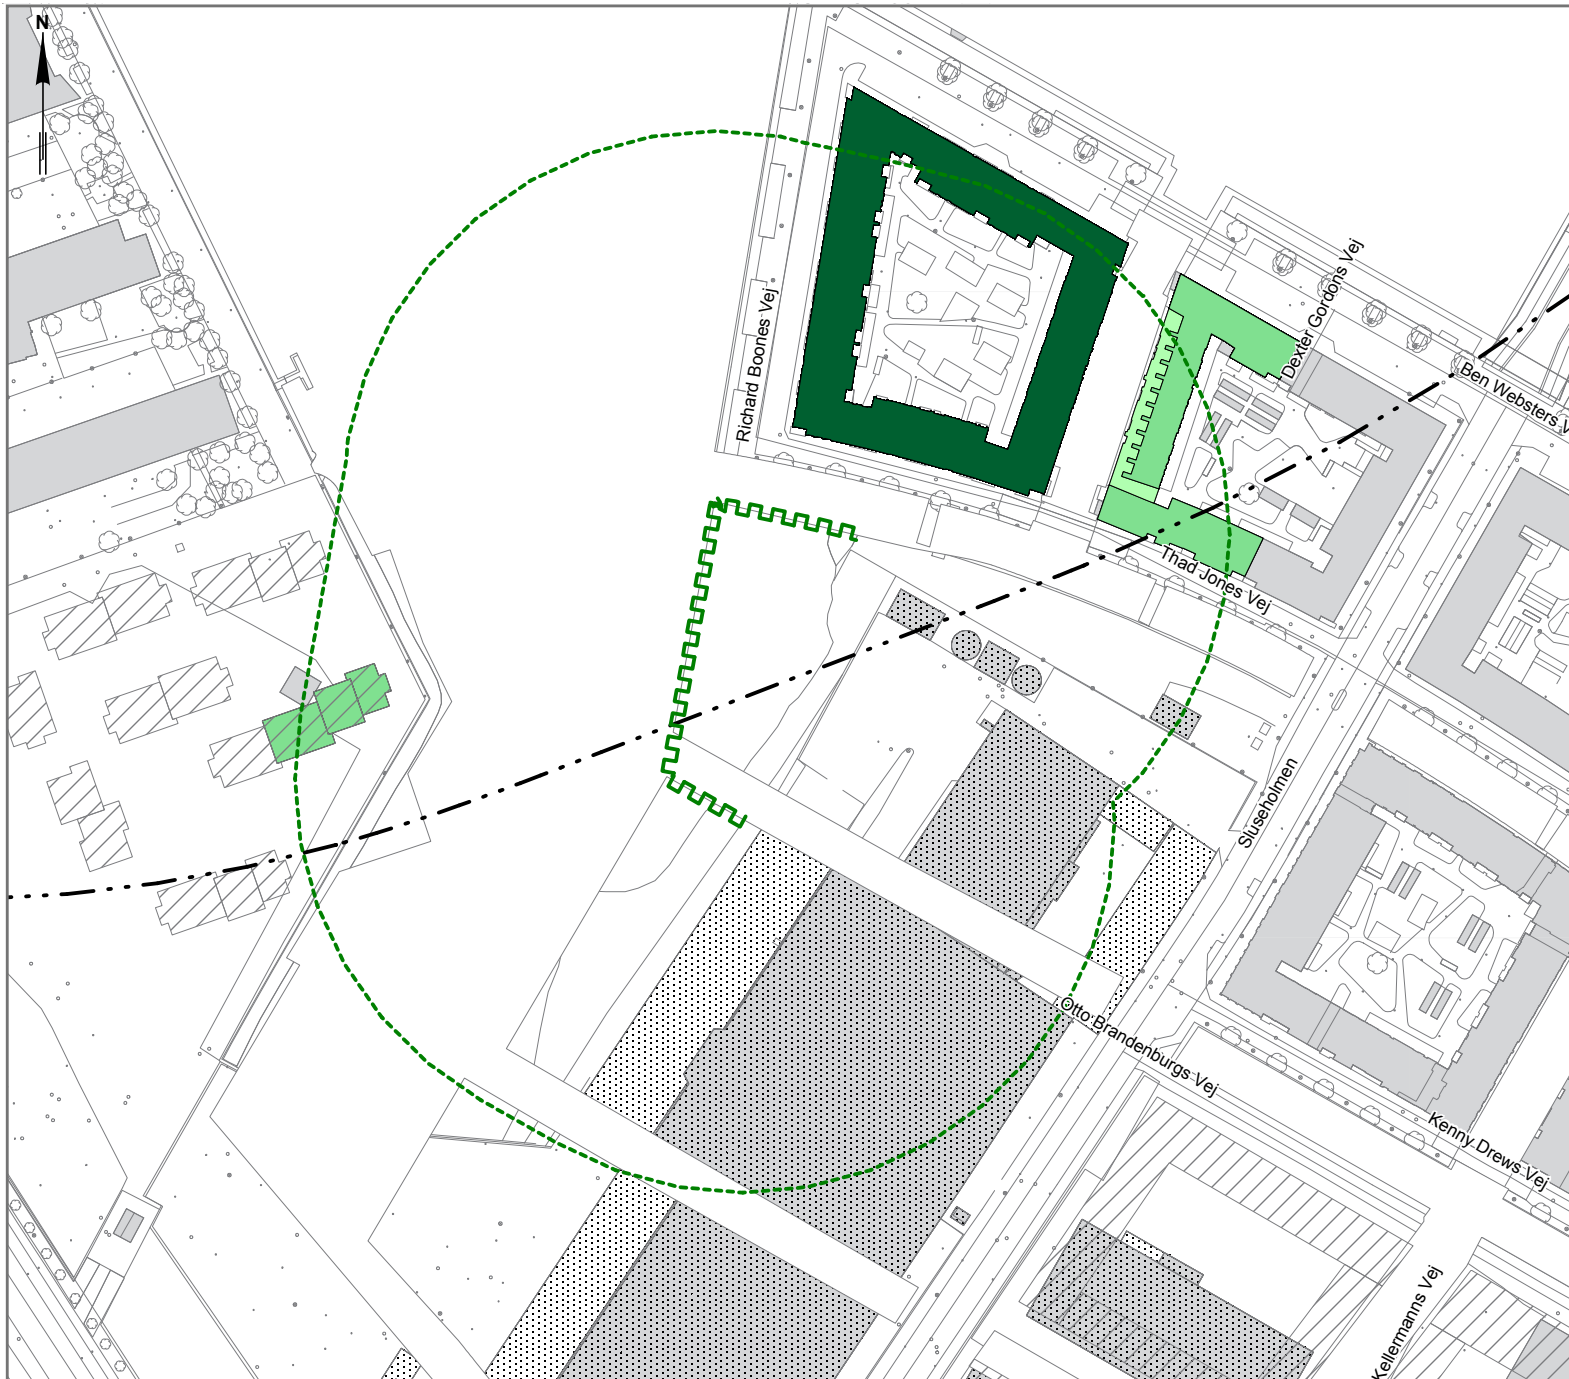 N
Richard Boones Vej
Dexter Gordons Vej
Ben Websters V
Thad Jones Vej
Sluseholmen
Otto Brandenburgs Vej
Kenny Drews Vej
Kellermanns Vej